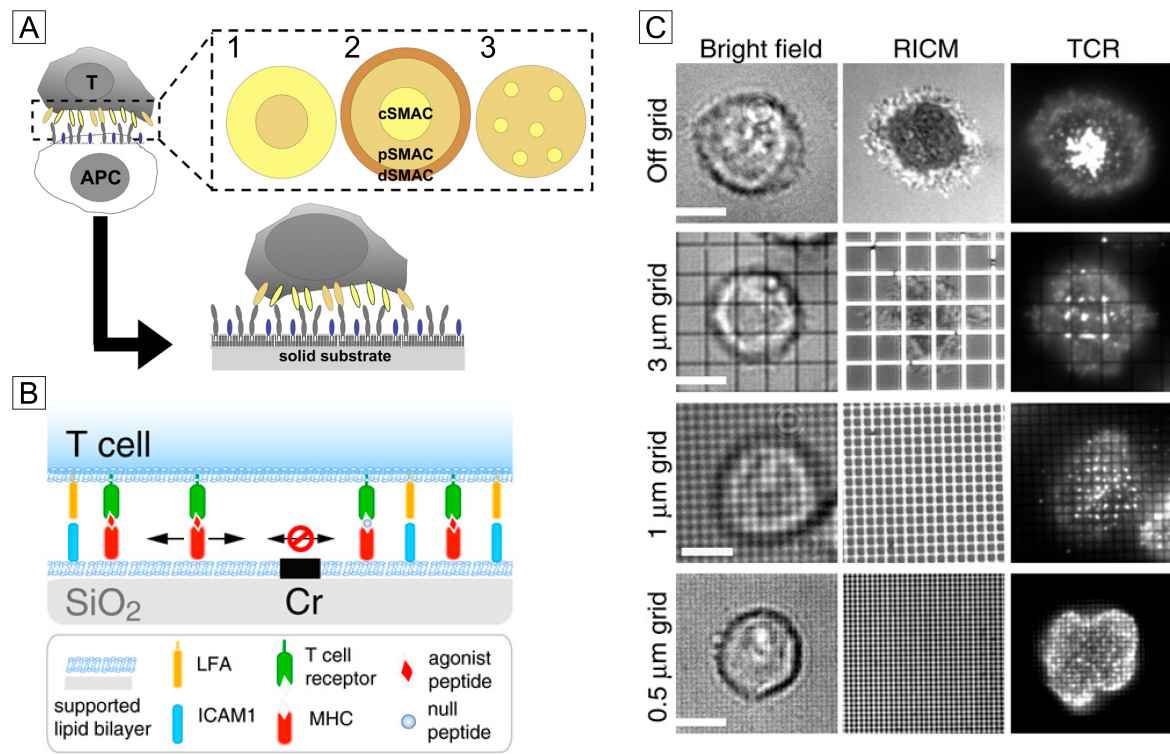 A
T
APC
1
2
3
cSMAC
pSMAC
dSMAC
solid substrate
B
T cell
SiO₂
Cr
supported
lipid bilayer
LFA
ICAM1
T cell
receptor
MHC
agonist
peptide
null
peptide
C
Bright field
RICM
TCR
Off grid
3 µm grid
1 µm grid
0.5 µm grid